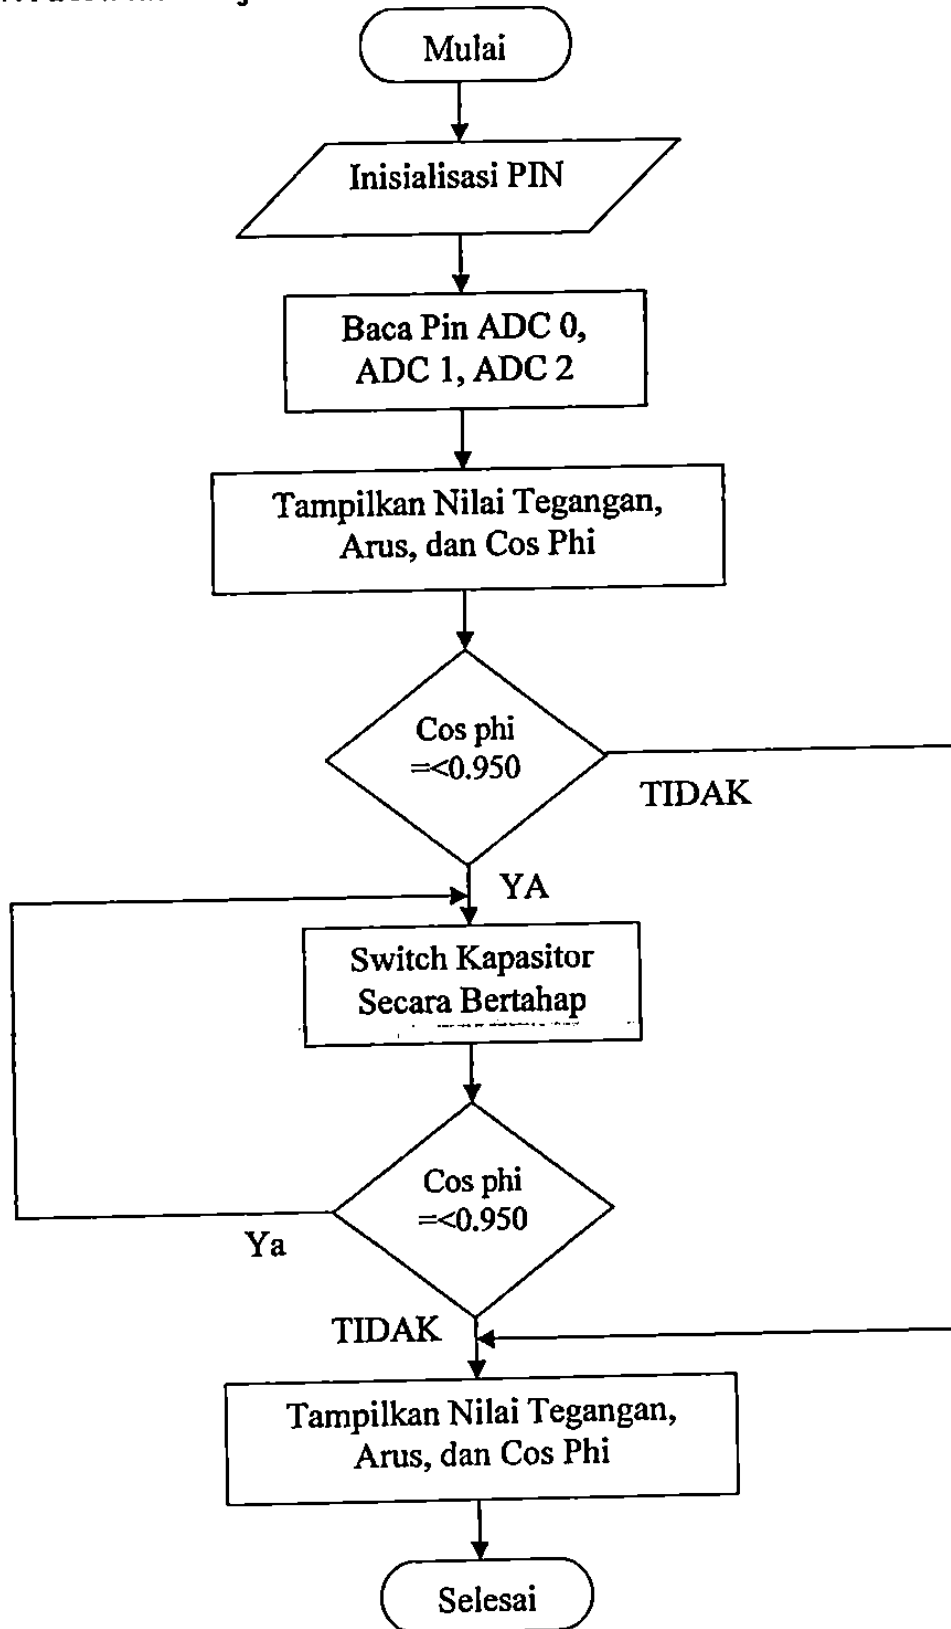 Mulai
Inisialisasi PIN
Baca Pin ADC 0,
ADC 1, ADC 2
Tampilkan Nilai Tegangan,
Arus, dan Cos Phi
Cos phi
=<0.950
TIDAK
YA
Switch Kapasitor
Secara Bertahap
Cos phi
=<0.950
Ya
TIDAK
Tampilkan Nilai Tegangan,
Arus, dan Cos Phi
Selesai